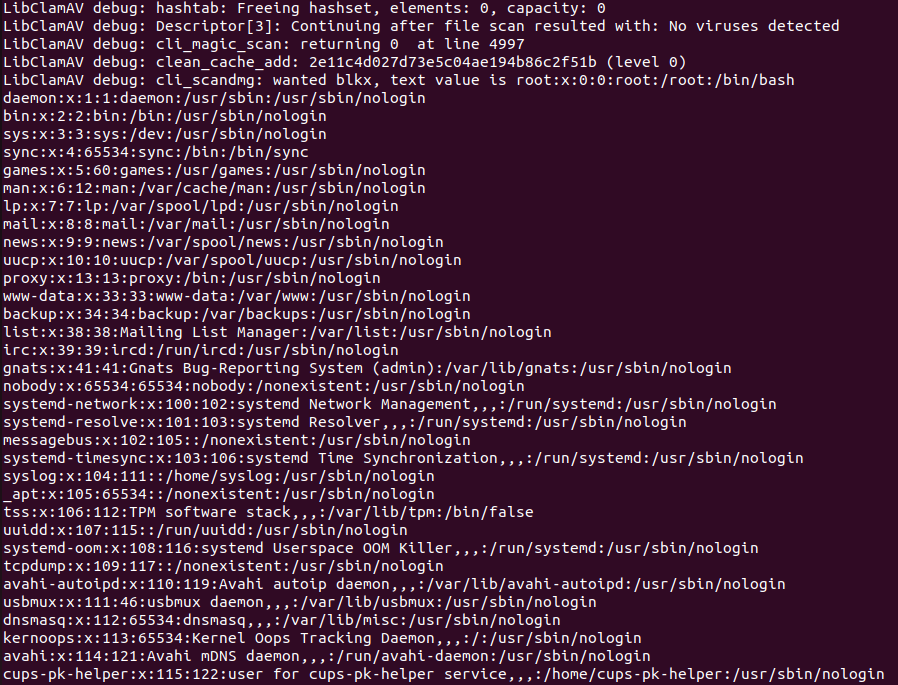 LibClamAV debug: hashtab: Freeing hashset, elements: 0, capacity: 0
LibClamAV debug: Descriptor[3]: Continuing after file scan resulted with: No viruses detected
LibClamAV debug: cli_magic_scan: returning 0  at line 4997
LibClamAV debug: clean_cache_add: 2e11c4d027d73e5c04ae194b86c2f51b (level 0)
LibClamAV debug: cli_scandmg: wanted blkx, text value is root:x:0:0:root:/root:/bin/bash
daemon:x:1:1:daemon:/usr/sbin:/usr/sbin/nologin
bin:x:2:2:bin:/bin:/usr/sbin/nologin
sys:x:3:3:sys:/dev:/usr/sbin/nologin
sync:x:4:65534:sync:/bin:/bin/sync
games:x:5:60:games:/usr/games:/usr/sbin/nologin
man:x:6:12:man:/var/cache/man:/usr/sbin/nologin
lp:x:7:7:lp:/var/spool/lpd:/usr/sbin/nologin
mail:x:8:8:mail:/var/mail:/usr/sbin/nologin
news:x:9:9:news:/var/spool/news:/usr/sbin/nologin
uucp:x:10:10:uucp:/var/spool/uucp:/usr/sbin/nologin
proxy:x:13:13:proxy:/bin:/usr/sbin/nologin
www-data:x:33:33:www-data:/var/www:/usr/sbin/nologin
backup:x:34:34:backup:/var/backups:/usr/sbin/nologin
list:x:38:38:Mailing List Manager:/var/list:/usr/sbin/nologin
irc:x:39:39:ircd:/run/ircd:/usr/sbin/nologin
gnats:x:41:41:Gnats Bug-Reporting System (admin):/var/lib/gnats:/usr/sbin/nologin
nobody:x:65534:65534:nobody:/nonexistent:/usr/sbin/nologin
systemd-network:x:100:102:systemd Network Management,,,:/run/systemd:/usr/sbin/nologin
systemd-resolve:x:101:103:systemd Resolver,,,:/run/systemd:/usr/sbin/nologin
messagebus:x:102:105::/nonexistent:/usr/sbin/nologin
systemd-timesync:x:103:106:systemd Time Synchronization,,,:/run/systemd:/usr/sbin/nologin
syslog:x:104:111::/home/syslog:/usr/sbin/nologin
_apt:x:105:65534::/nonexistent:/usr/sbin/nologin
tss:x:106:112:TPM software stack,,,:/var/lib/tpm:/bin/false
uuidd:x:107:115::/run/uuidd:/usr/sbin/nologin
systemd-oom:x:108:116:systemd Userspace OOM Killer,,,:/run/systemd:/usr/sbin/nologin
tcpdump:x:109:117::/nonexistent:/usr/sbin/nologin
avahi-autoipd:x:110:119:Avahi autoip daemon,,,:/var/lib/avahi-autoipd:/usr/sbin/nologin
usbmux:x:111:46:usbmux daemon,,,:/var/lib/usbmux:/usr/sbin/nologin
dnsmasq:x:112:65534:dnsmasq,,,:/var/lib/misc:/usr/sbin/nologin
kernoops:x:113:65534:Kernel Oops Tracking Daemon,,,:/:/usr/sbin/nologin
avahi:x:114:121:Avahi mDNS daemon,,,:/run/avahi-daemon:/usr/sbin/nologin
cups-pk-helper:x:115:122:user for cups-pk-helper service,,,:/home/cups-pk-helper:/usr/sbin/nologin